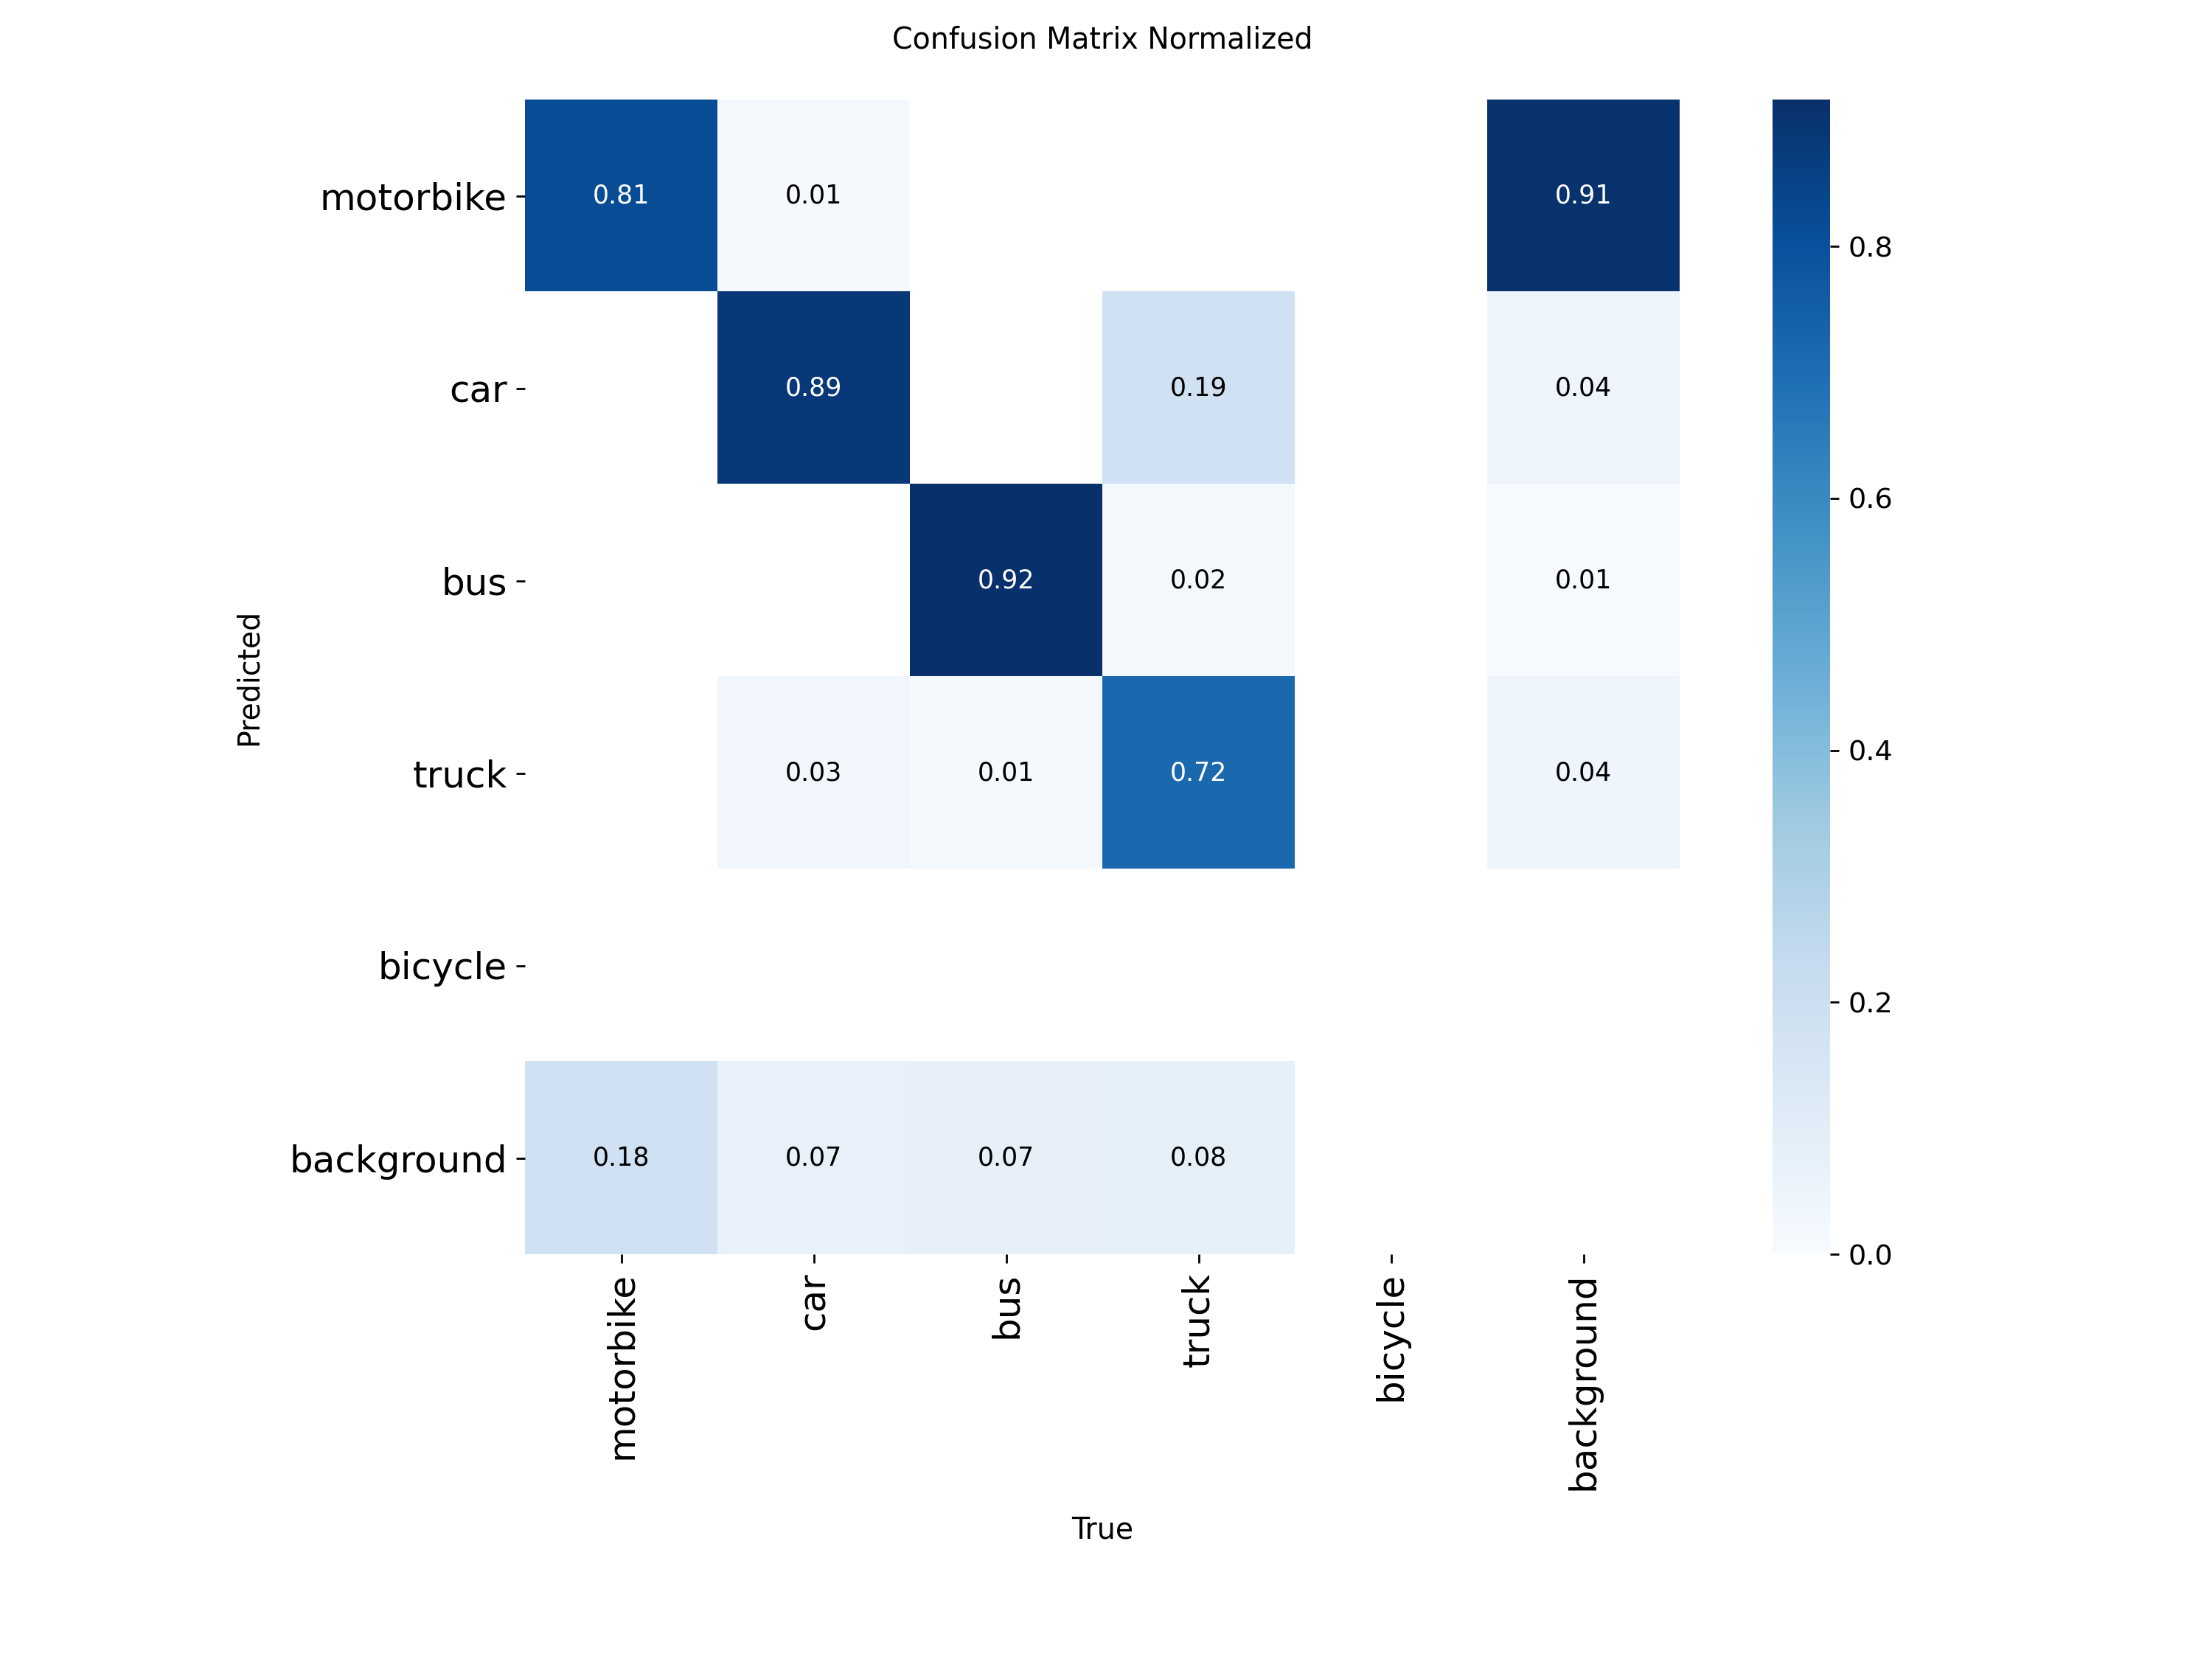 Confusion Matrix Normalized
motorbike 0.81 0.01 0.91
0.8
car 0.89 0.19 0.04
0.6
bus 0.92 0.02 0.01
Predicted
0.4
truck 0.03 0.01 0.72 0.04
bicycle
0.2
background 0.18 0.07 0.07 0.08
0.0
motorbike car bus truck bicycle background
True